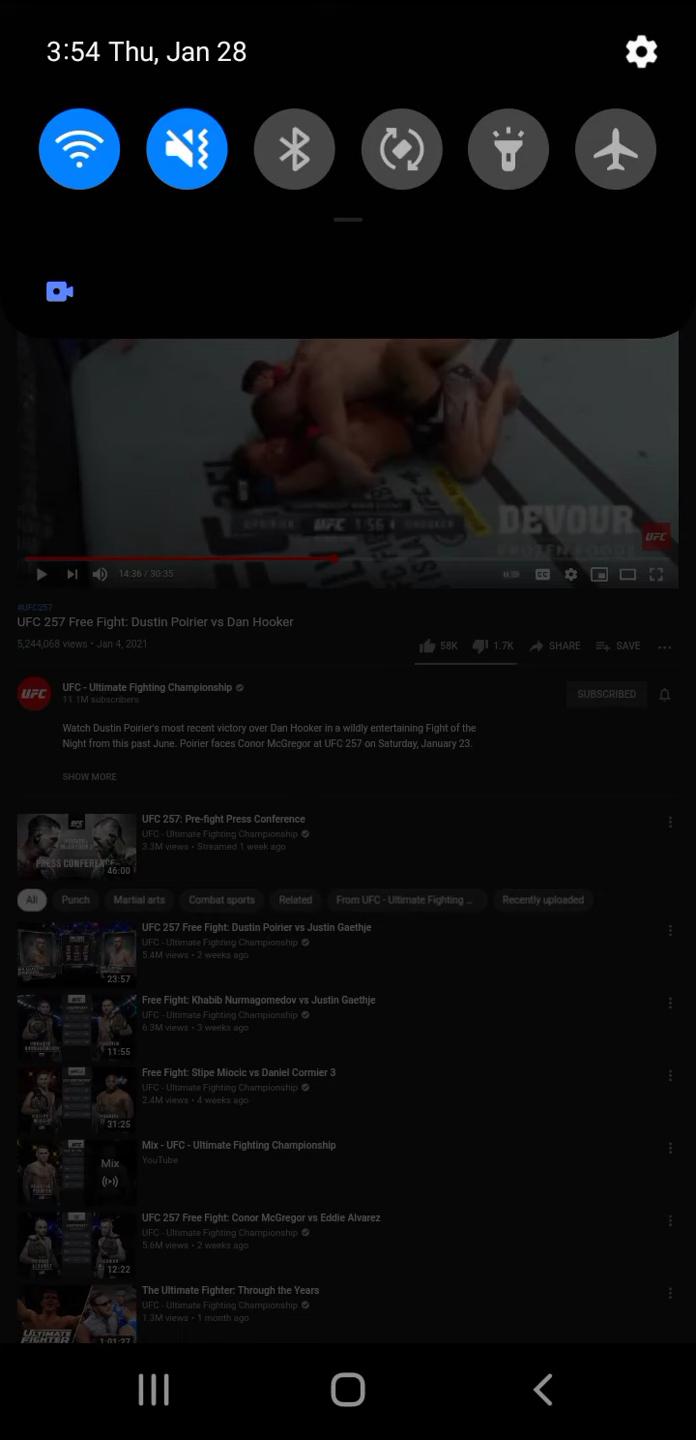 3:54 Thu, Jan 28
UFC 1:56
DEVOUR
FROZEN FOODS
UFC
14:36 / 30:35
CC
#UFC257
UFC 257 Free Fight: Dustin Poirier vs Dan Hooker
5,244,068 views • Jan 4, 2021
58K
1.7K
SHARE
SAVE
UFC
UFC - Ultimate Fighting Championship
11.1M subscribers
SUBSCRIBED
Watch Dustin Poirier's most recent victory over Dan Hooker in a wildly entertaining Fight of the
Night from this past June. Poirier faces Conor McGregor at UFC 257 on Saturday, January 23.
SHOW MORE
PRESS CONFERENCE
46:00
UFC 257: Pre-fight Press Conference
UFC - Ultimate Fighting Championship
3.3M views • Streamed 1 week ago
All
Punch
Martial arts
Combat sports
Related
From UFC - Ultimate Fighting ...
Recently uploaded
23:57
UFC 257 Free Fight: Dustin Poirier vs Justin Gaethje
UFC - Ultimate Fighting Championship
5.4M views • 2 weeks ago
11:55
Free Fight: Khabib Nurmagomedov vs Justin Gaethje
UFC - Ultimate Fighting Championship
6.3M views • 3 weeks ago
31:25
Free Fight: Stipe Miocic vs Daniel Cormier 3
UFC - Ultimate Fighting Championship
2.4M views • 4 weeks ago
Mix
Mix - UFC - Ultimate Fighting Championship
YouTube
12:22
UFC 257 Free Fight: Conor McGregor vs Eddie Alvarez
UFC - Ultimate Fighting Championship
5.6M views • 2 weeks ago
ULTIMATE
FIGHTER
1:01:27
The Ultimate Fighter: Through the Years
UFC - Ultimate Fighting Championship
1.3M views • 1 month ago